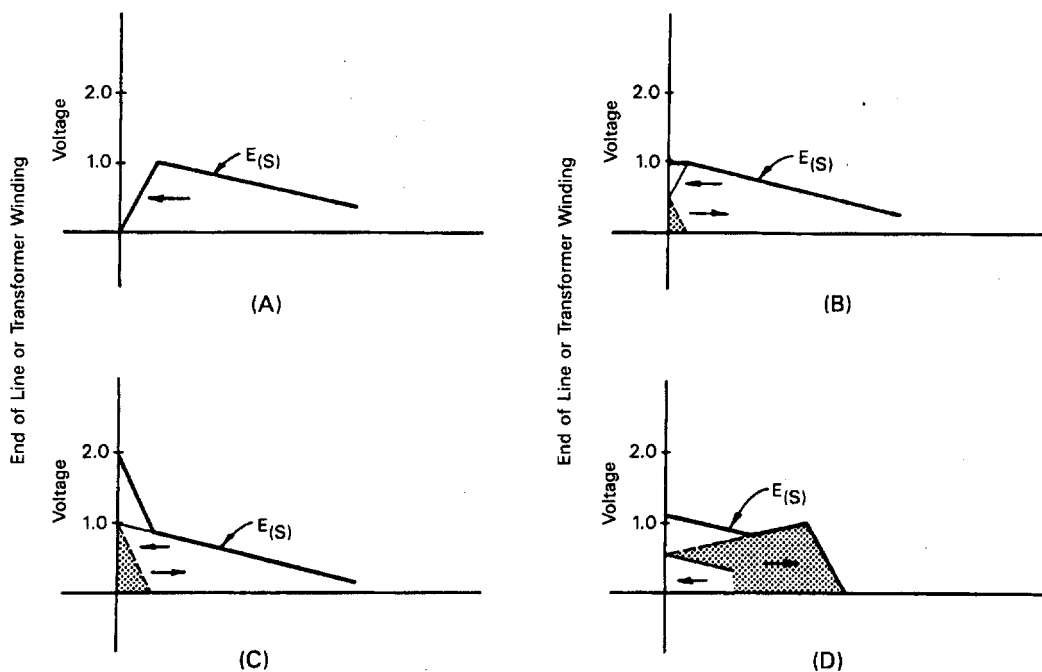 End of Line or Transformer Winding
Voltage
2.0
1.0
E(S)
(A)
End of Line or Transformer Winding
Voltage
2.0
1.0
E(S)
(B)
Voltage
2.0
1.0
E(S)
(C)
Voltage
2.0
1.0
E(S)
(D)